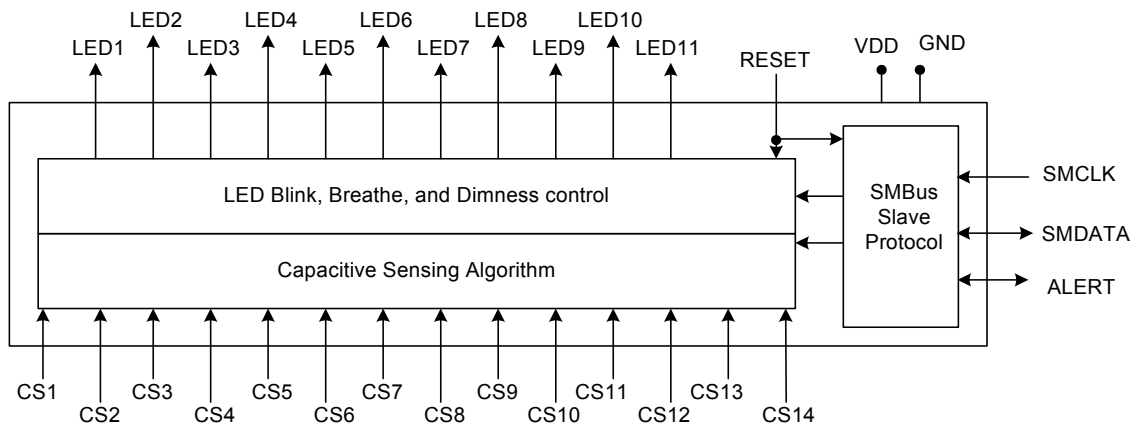 LED2 LED4 LED6 LED8 LED10
LED1 LED3 LED5 LED7 LED9 LED11
RESET
VDD
GND
LED Blink, Breathe, and Dimness control
Capacitive Sensing Algorithm
SMBus
Slave
Protocol
SMCLK
SMDATA
ALERT
CS1 CS3 CS5 CS7 CS9 CS11 CS13
CS2 CS4 CS6 CS8 CS10 CS12 CS14